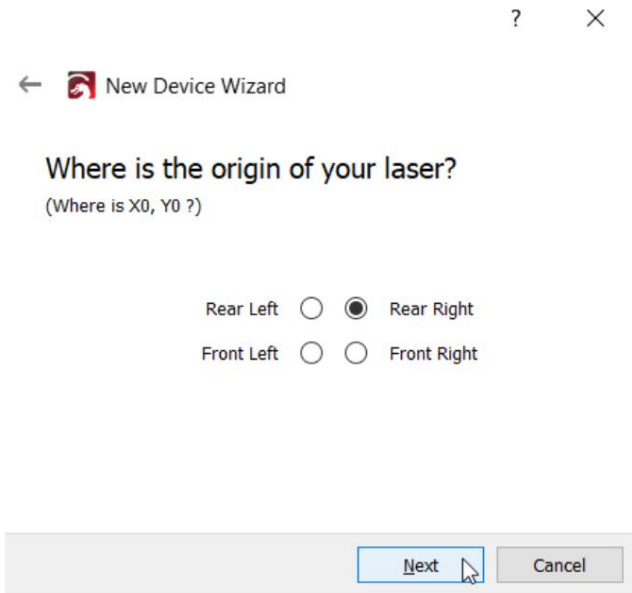 ?
New Device Wizard
Where is the origin of your laser?
(Where is X0, Y0 ?)
Rear Left Rear Right
Front Left Front Right
Next Cancel